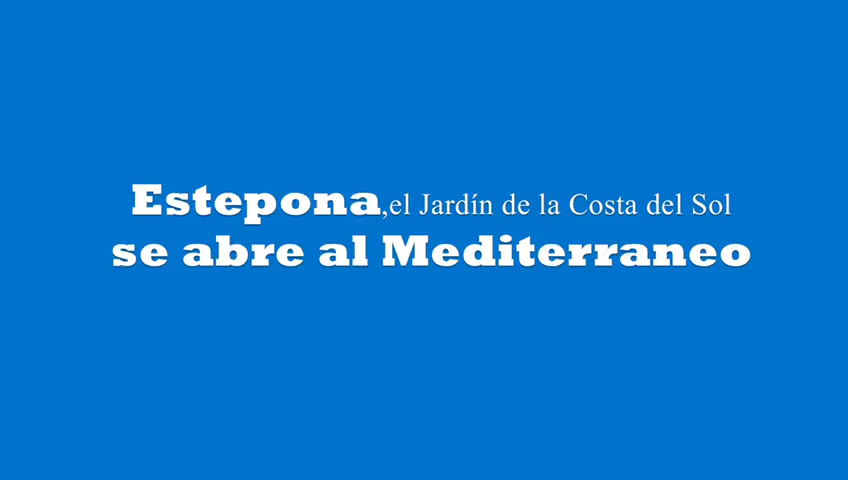 Estepona,el Jardín de la Costa del Sol
se abre al Mediterraneo